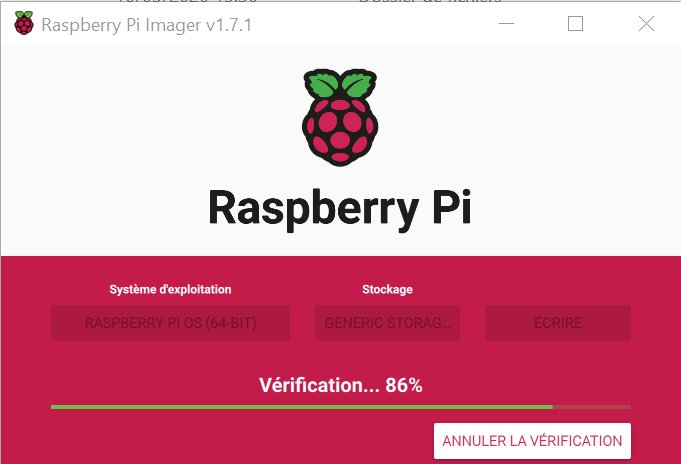 Raspberry Pi Imager v1.7.1
Raspberry Pi
Système d'exploitation
Stockage
RASPBERRY PI OS (64-BIT)
GENERIC STORAG...
ÉCRIRE
Vérification... 86%
ANNULER LA VÉRIFICATION